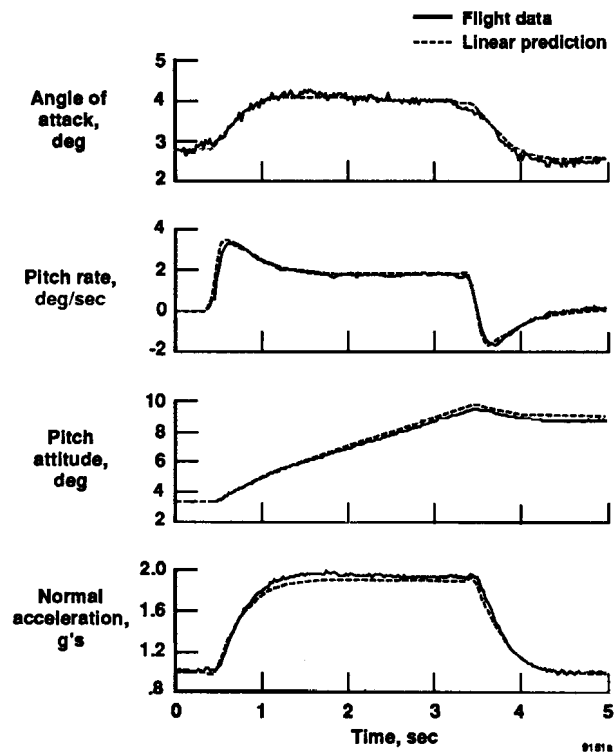 Flight data
Linear prediction
Angle of
attack,
deg
5
4
3
2
Pitch rate,
deg/sec
4
2
0
-2
Pitch
attitude,
deg
10
8
6
4
2
Normal
acceleration,
g's
2.0
1.6
1.2
.8
0 1 2 3 4 5
Time, sec